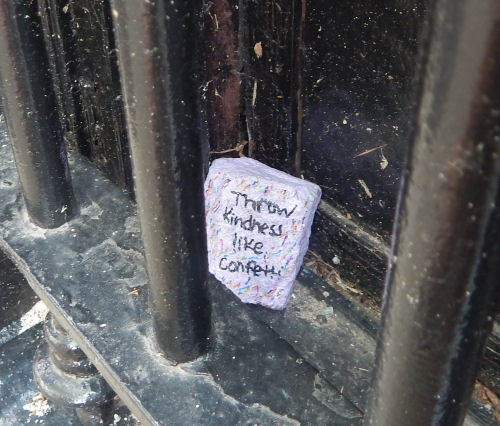 Throw
Kindness
like
Confetti